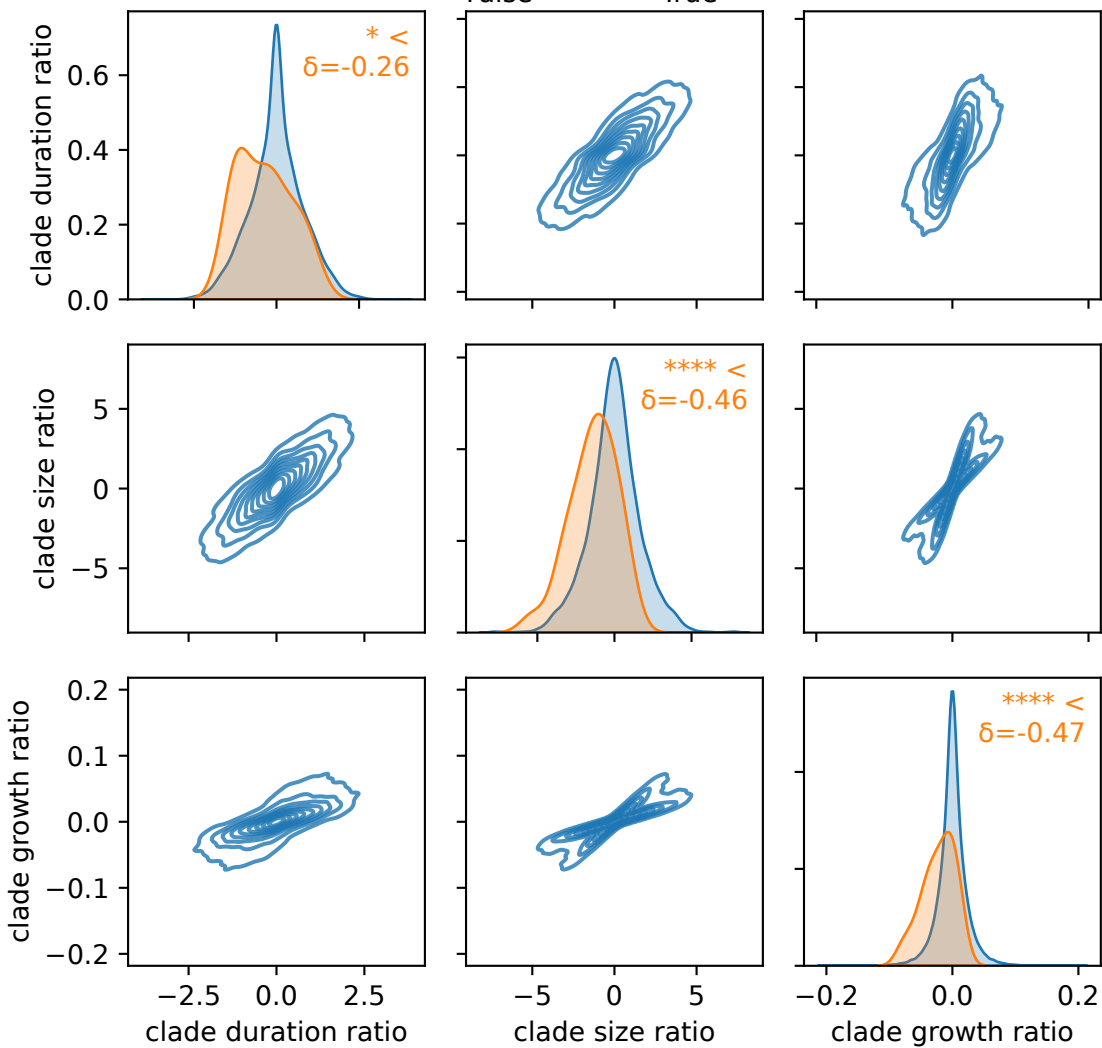 False True
* <
δ=-0.26
clade duration ratio
0.6
0.4
0.2
0.0
**** <
δ=-0.46
clade size ratio
5
0
−5
**** <
δ=-0.47
clade growth ratio
0.2
0.1
0.0
−0.1
−0.2
−2.5 0.0 2.5
−5 0 5
−0.2 0.0 0.2
clade duration ratio
clade size ratio
clade growth ratio